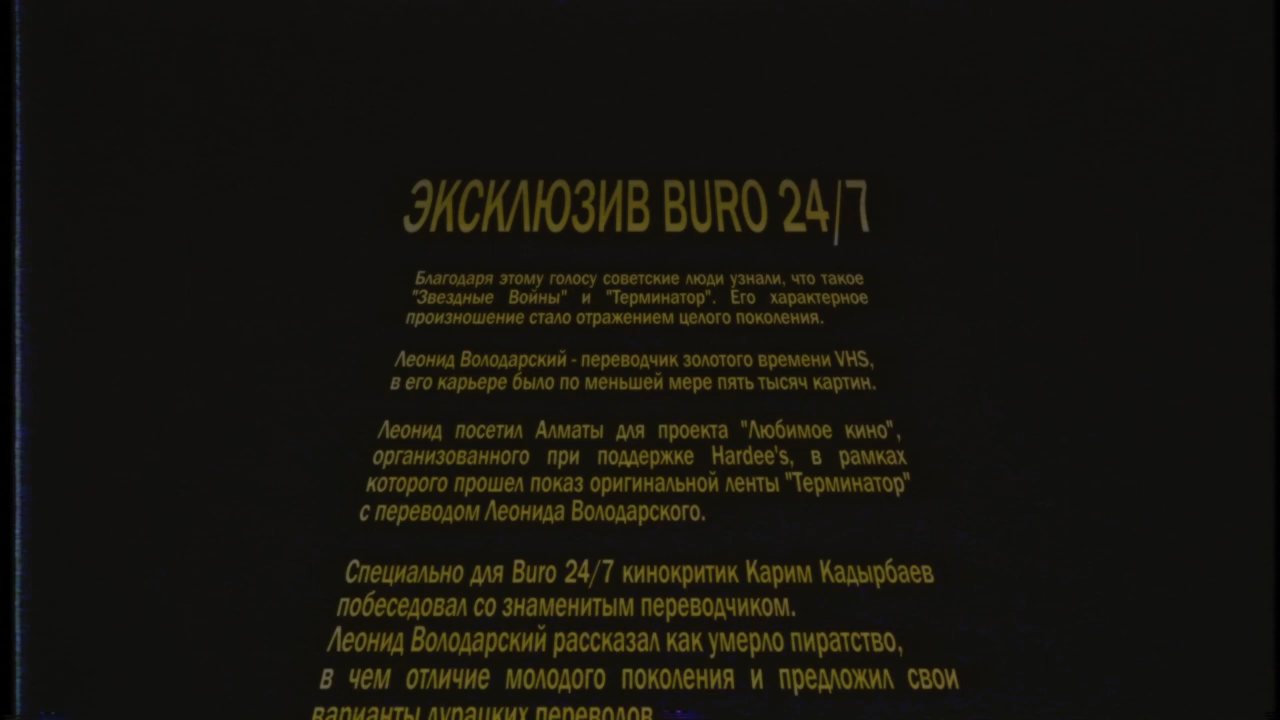 ЭКСКЛЮЗИВ BURO 24/7
Благодаря этому голосу советские люди узнали, что такое
"Звездные Войны" и "Терминатор". Его характерное
произношение стало отражением целого поколения.
Леонид Володарский - переводчик золотого времени VHS,
в его карьере было по меньшей мере пять тысяч картин.
Леонид посетил Алматы для проекта "Любимое кино",
организованного при поддержке Hardee's, в рамках
которого прошел показ оригинальной ленты "Терминатор"
с переводом Леонида Володарского.
Специально для Buro 24/7 кинокритик Карим Кадырбаев
побеседовал со знаменитым переводчиком.
Леонид Володарский рассказал как умерло пиратство,
в чем отличие молодого поколения и предложил свои
варианты дурацких переводов